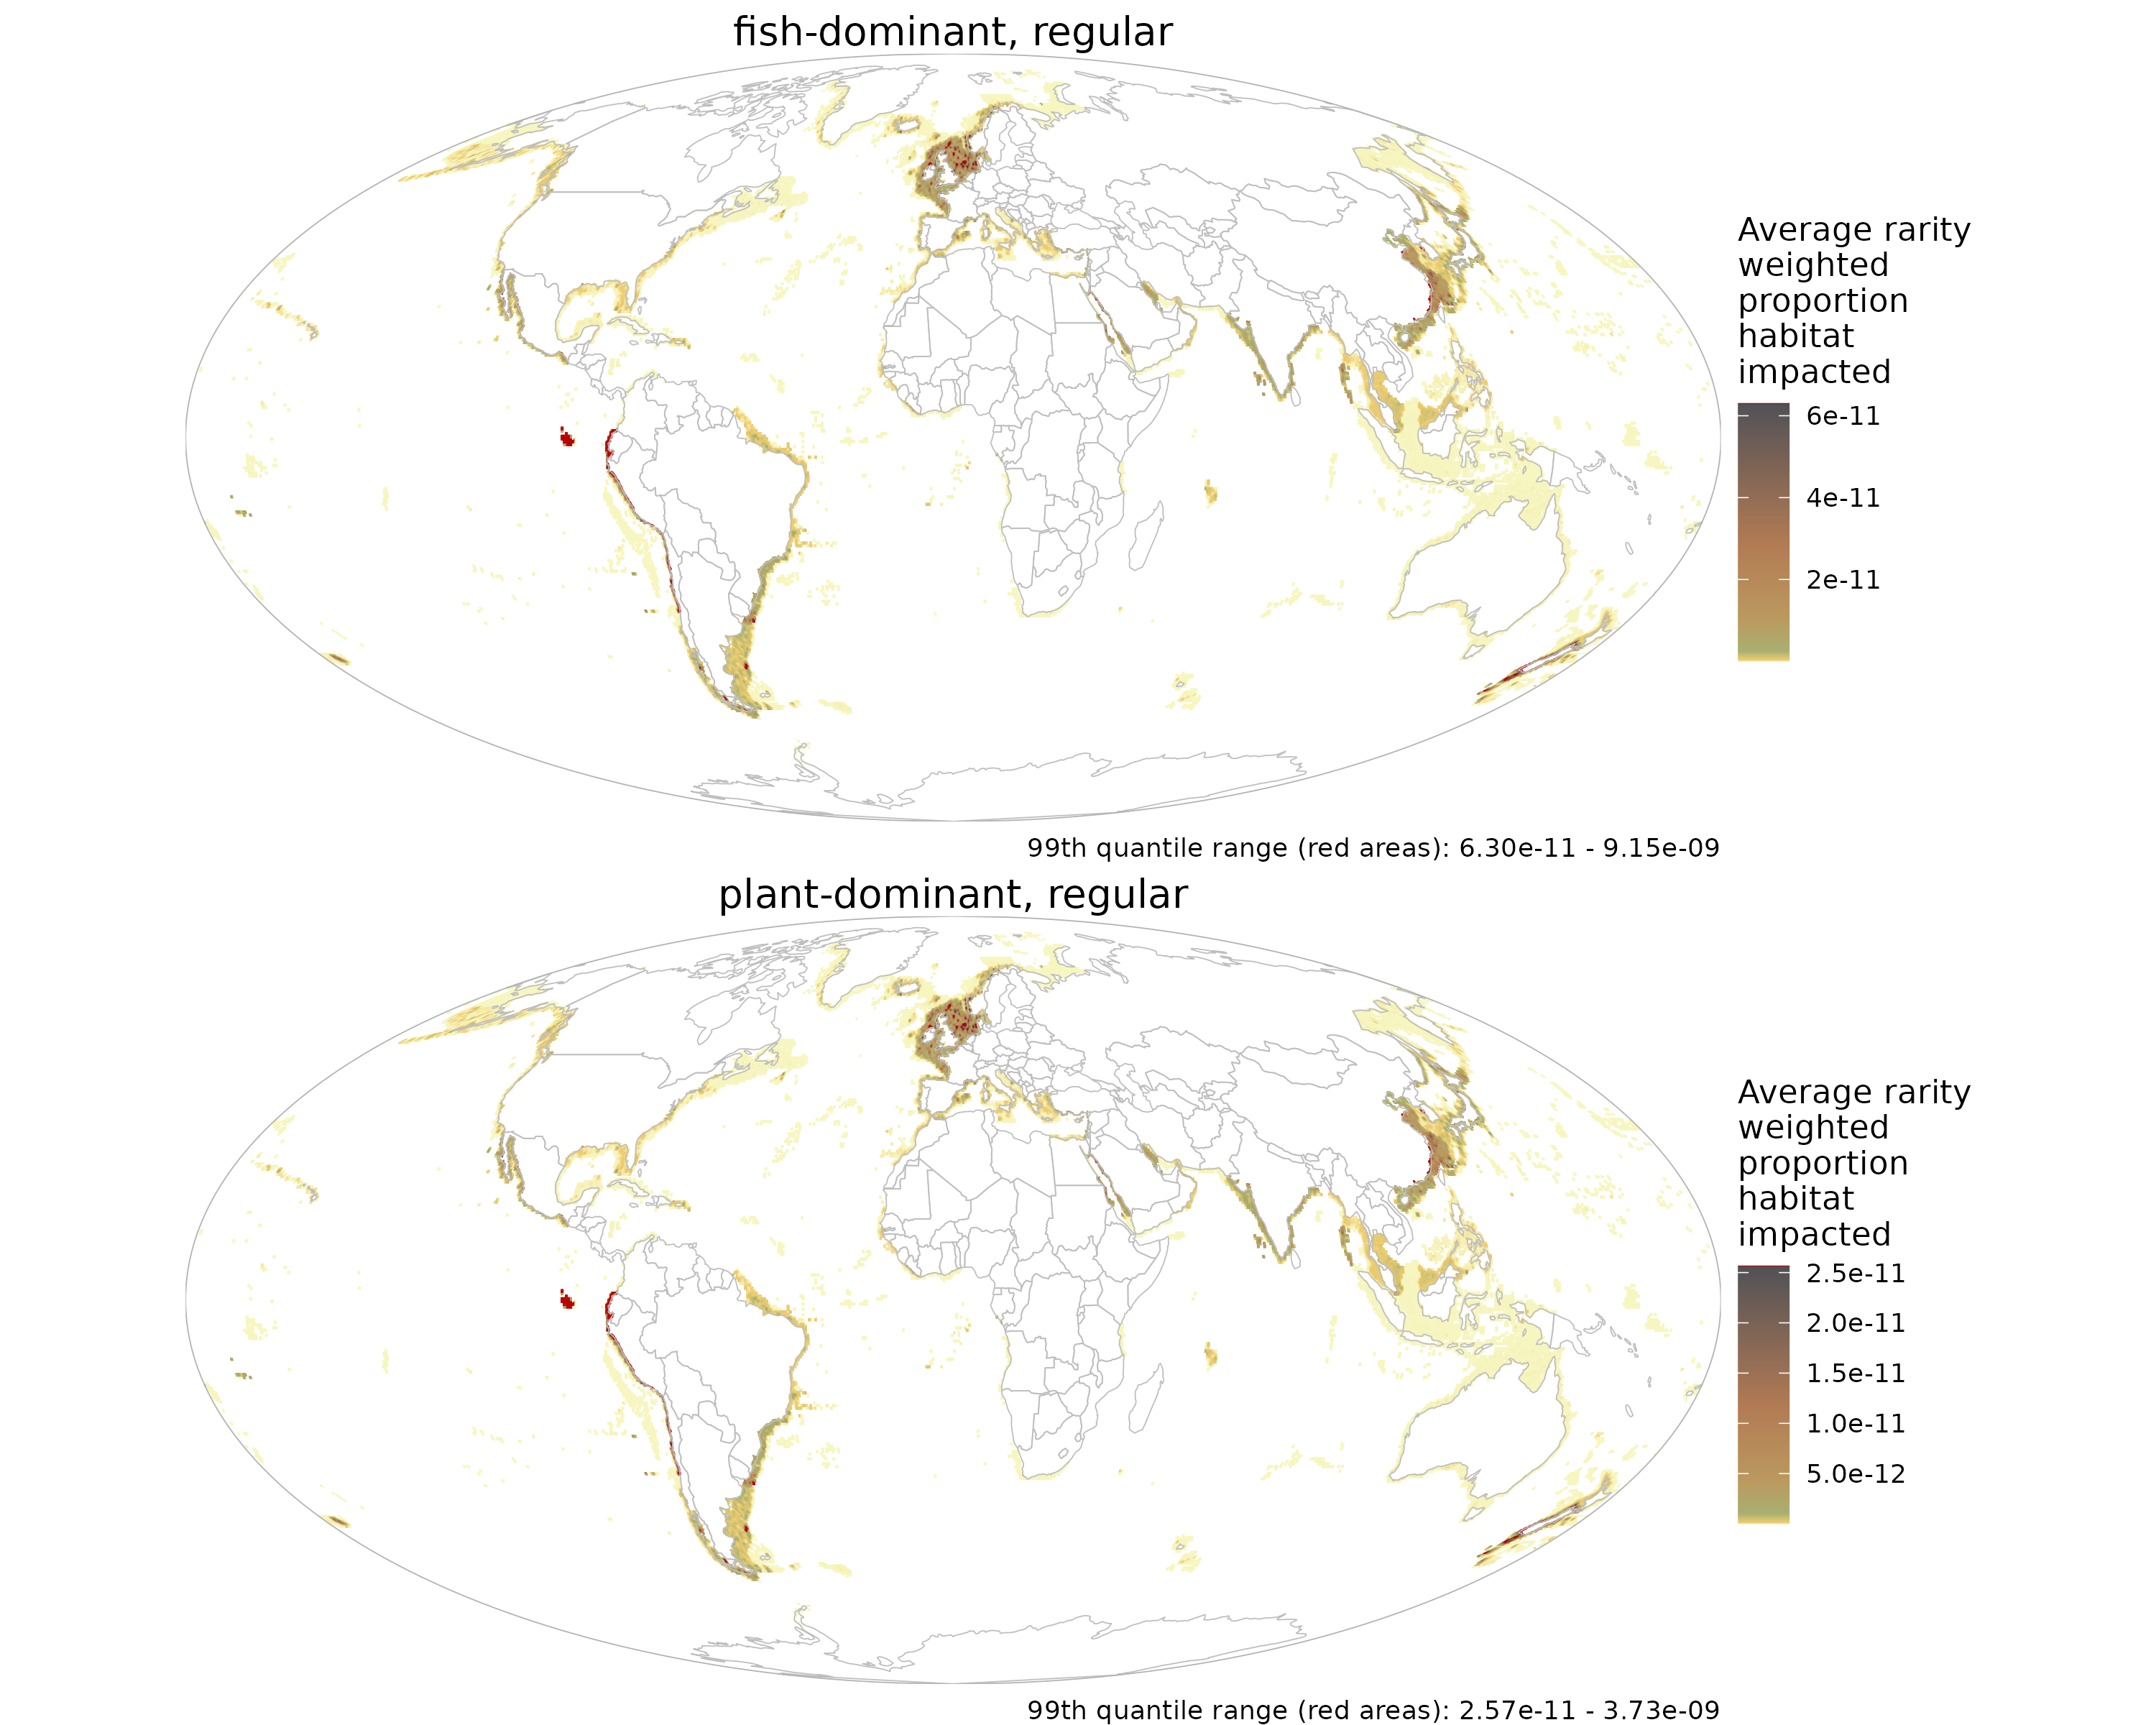 fish-dominant, regular
Average rarity
weighted
proportion
habitat
impacted
6e-11
4e-11
2e-11
99th quantile range (red areas): 6.30e-11 - 9.15e-09
plant-dominant, regular
Average rarity
weighted
proportion
habitat
impacted
2.5e-11
2.0e-11
1.5e-11
1.0e-11
5.0e-12
99th quantile range (red areas): 2.57e-11 - 3.73e-09